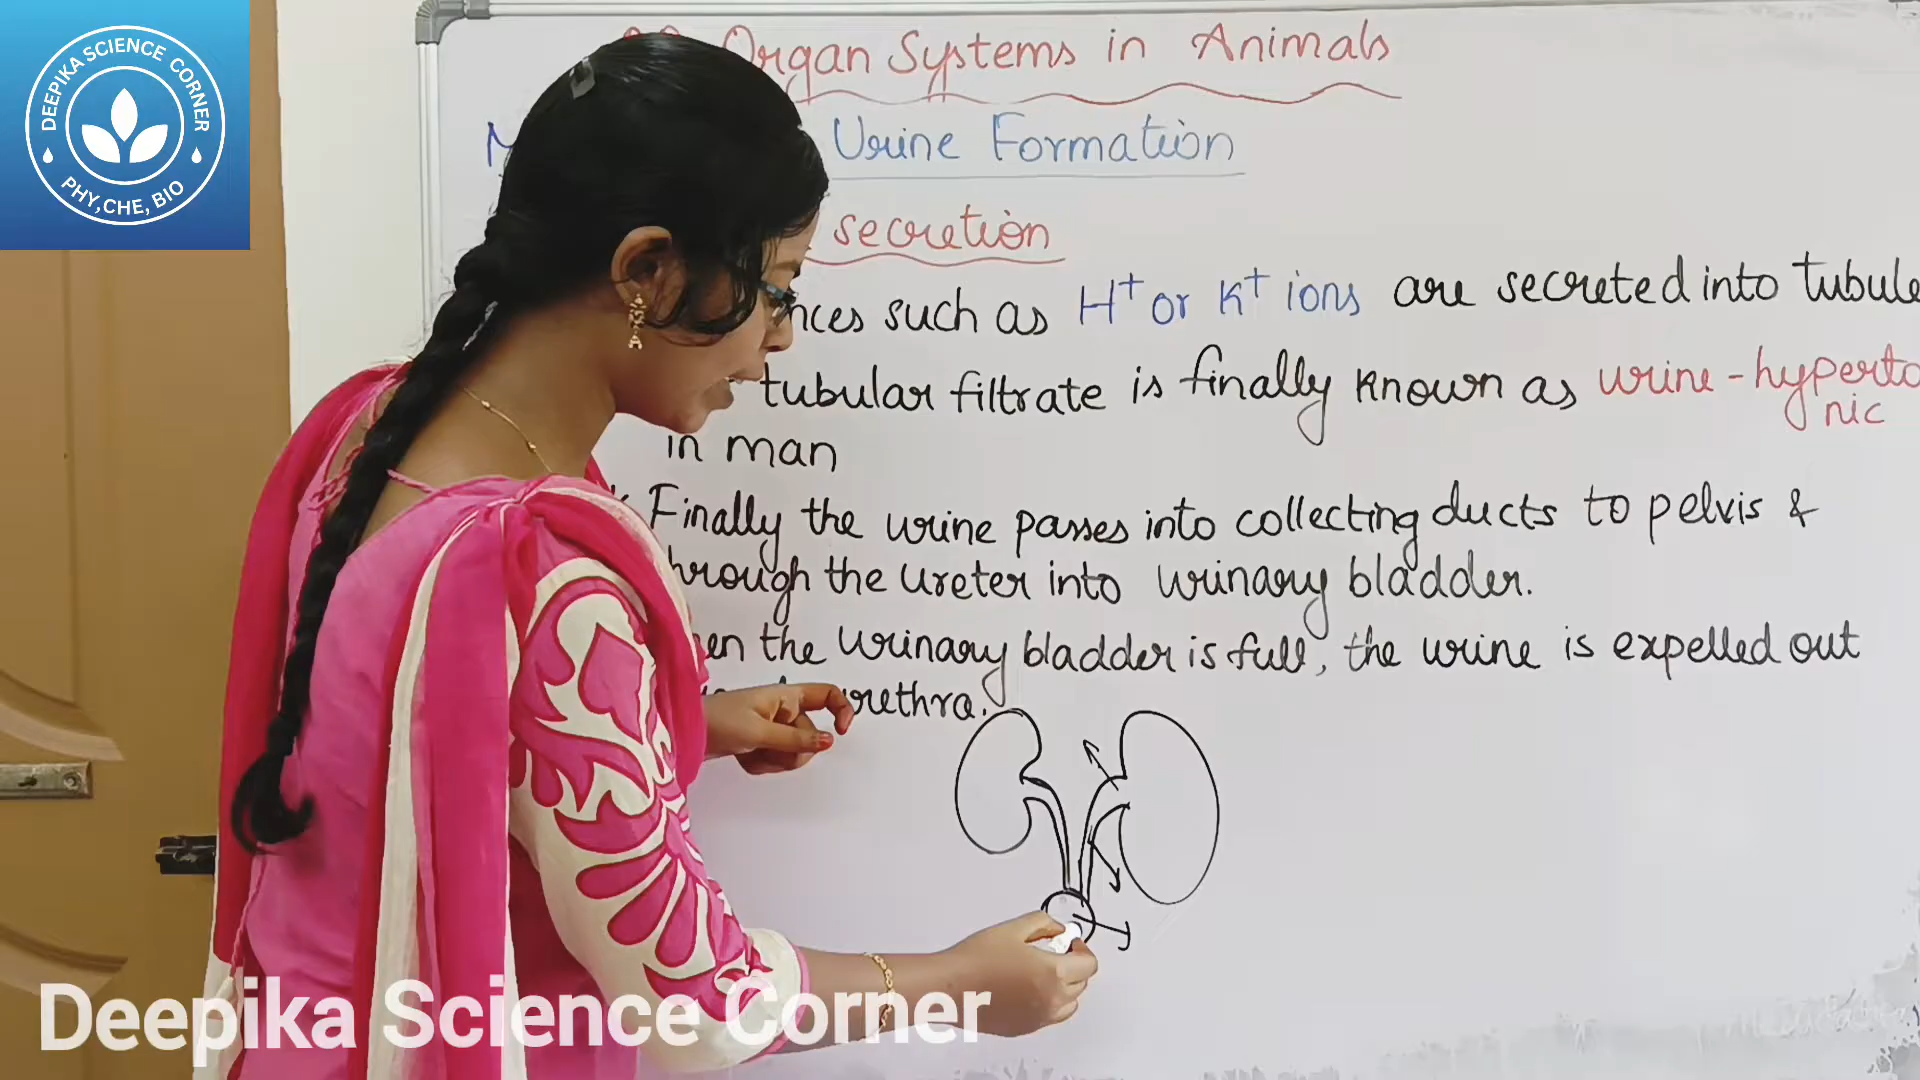 DEEPIKA SCIENCE CORNER
PHY, CHE, BIO
Organ Systems in Animals
Urine Formation
secretion
nces such as H+ or K+ ions are secreted into tubule
tubular filtrate is finally known as urine - hyperto
nic
in man
* Finally the urine passes into collecting ducts to pelvis &
hrough the ureter into urinary bladder.
en the urinary bladder is full, the urine is expelled out
urethra.
Deepika Science Corner